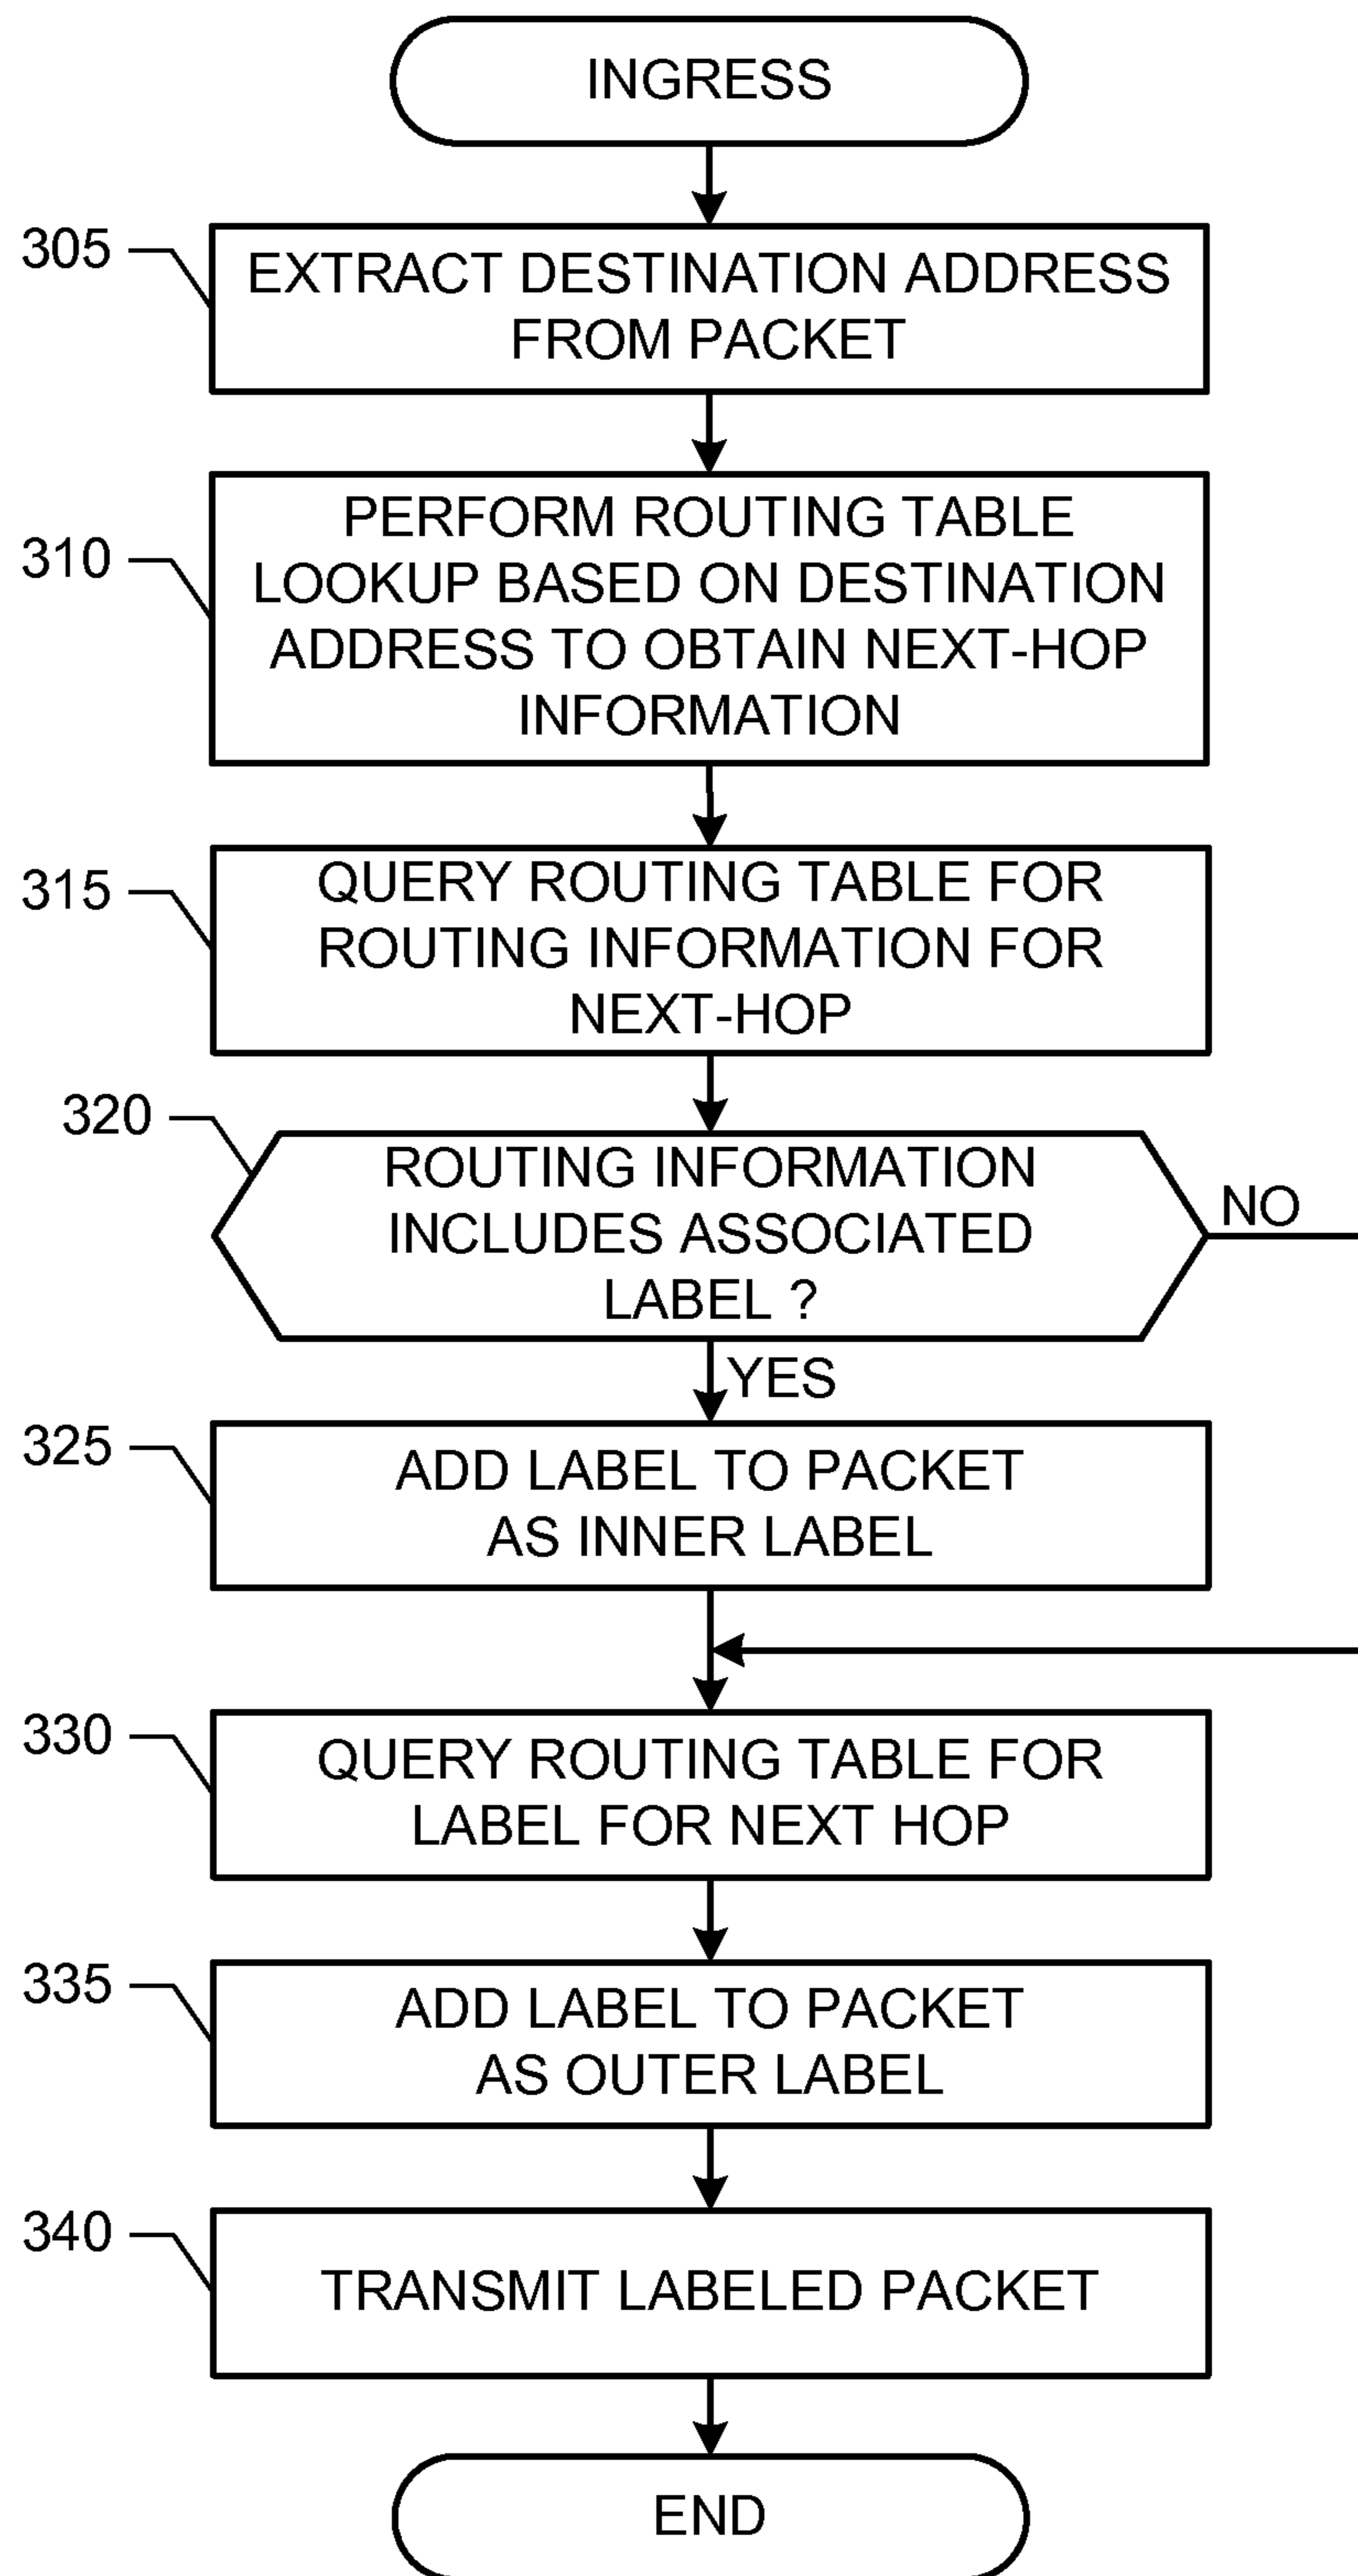 INGRESS
305
EXTRACT DESTINATION ADDRESS
FROM PACKET
310
PERFORM ROUTING TABLE
LOOKUP BASED ON DESTINATION
ADDRESS TO OBTAIN NEXT-HOP
INFORMATION
315
QUERY ROUTING TABLE FOR
ROUTING INFORMATION FOR
NEXT-HOP
320
ROUTING INFORMATION
INCLUDES ASSOCIATED
LABEL ?
NO
YES
325
ADD LABEL TO PACKET
AS INNER LABEL
330
QUERY ROUTING TABLE FOR
LABEL FOR NEXT HOP
335
ADD LABEL TO PACKET
AS OUTER LABEL
340
TRANSMIT LABELED PACKET
END